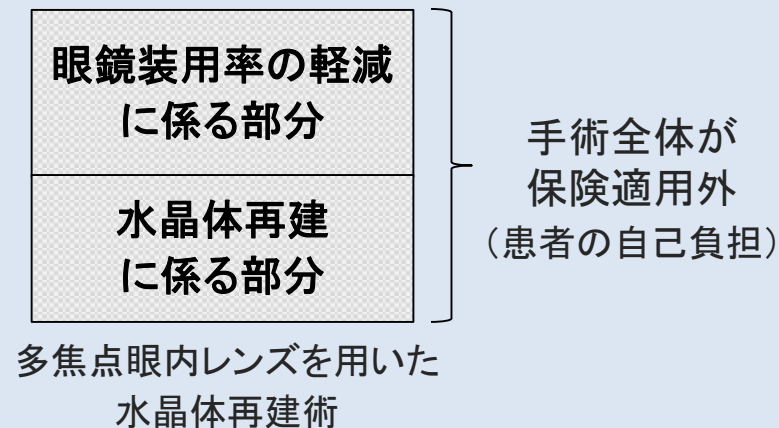 眼鏡装用率の軽減
に係る部分
水晶体再建
に係る部分
手術全体が
保険適用外
（患者の自己負担）
多焦点眼内レンズを用いた
水晶体再建術